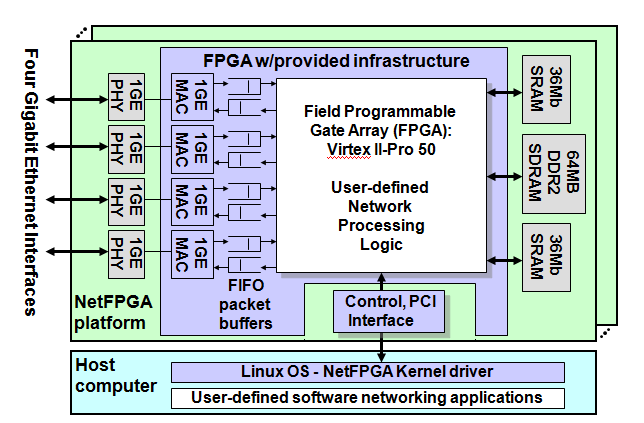 Four Gigabit Ethernet Interfaces
FPGA w/provided infrastructure
1GE
PHY
1GE
MAC
1GE
PHY
1GE
MAC
1GE
PHY
1GE
MAC
1GE
PHY
1GE
MAC
Field Programmable
Gate Array (FPGA):
Virtex II-Pro 50
User-defined
Network
Processing
Logic
36Mb
SRAM
64MB
DDR2
SDRAM
36Mb
SRAM
FIFO
packet
buffers
NetFPGA
platform
Control, PCI
Interface
Host
computer
Linux OS - NetFPGA Kernel driver
User-defined software networking applications